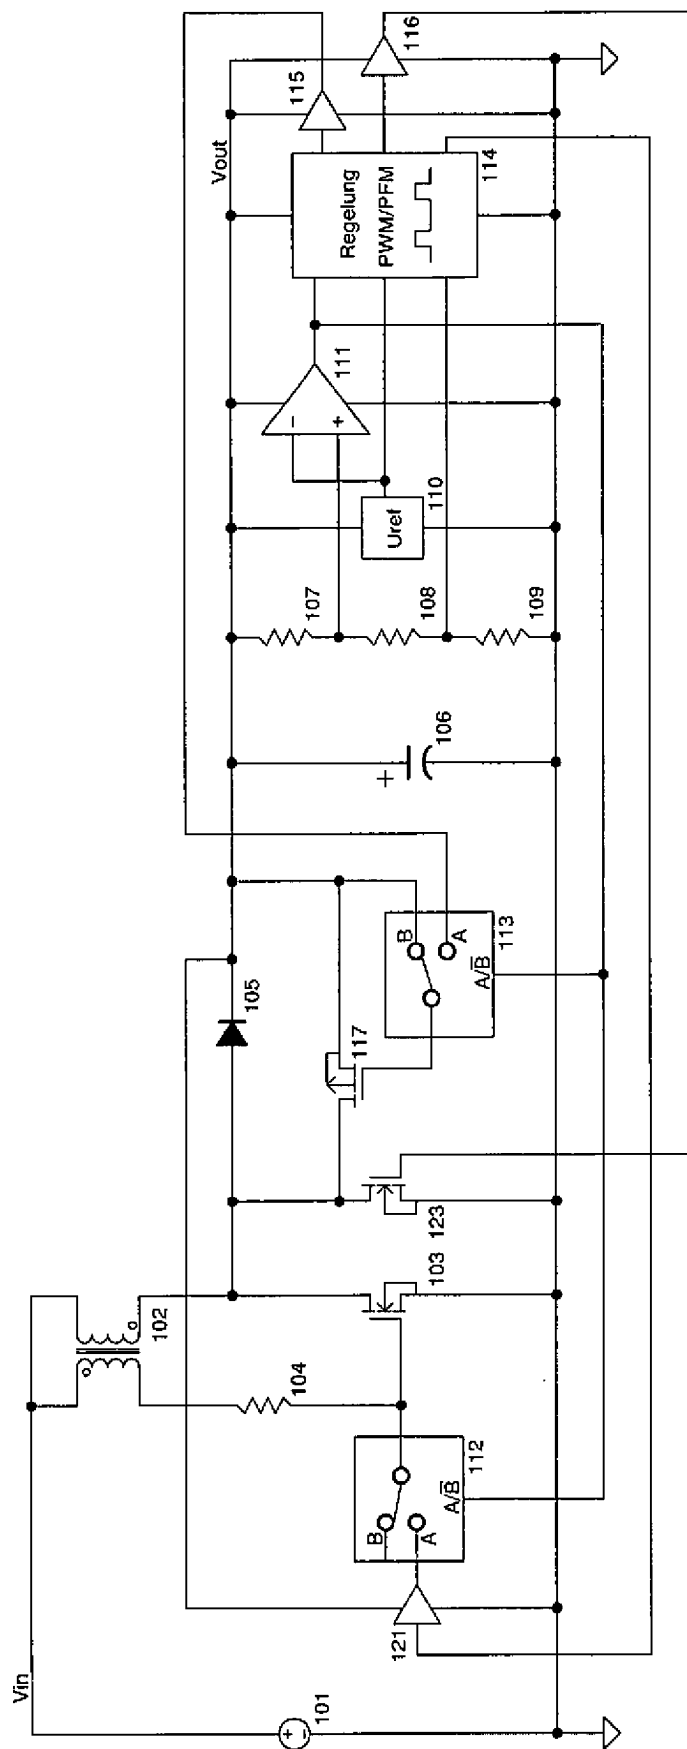 Vin
101
121
B
A
A/B̅
112
104
102
103
123
117
105
B
A
A/B̅
113
+
106
107
108
109
Uref
110
−
+
111
Vout
Regelung
PWM/PFM
114
115
116
+
-